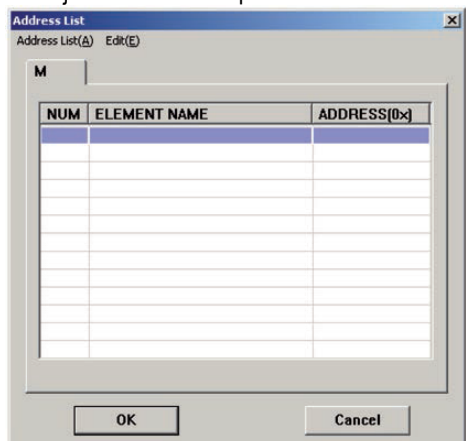 Address List
Address List(A) Edit(E)
M
NUM ELEMENT NAME ADDRESS(0x)
OK Cancel